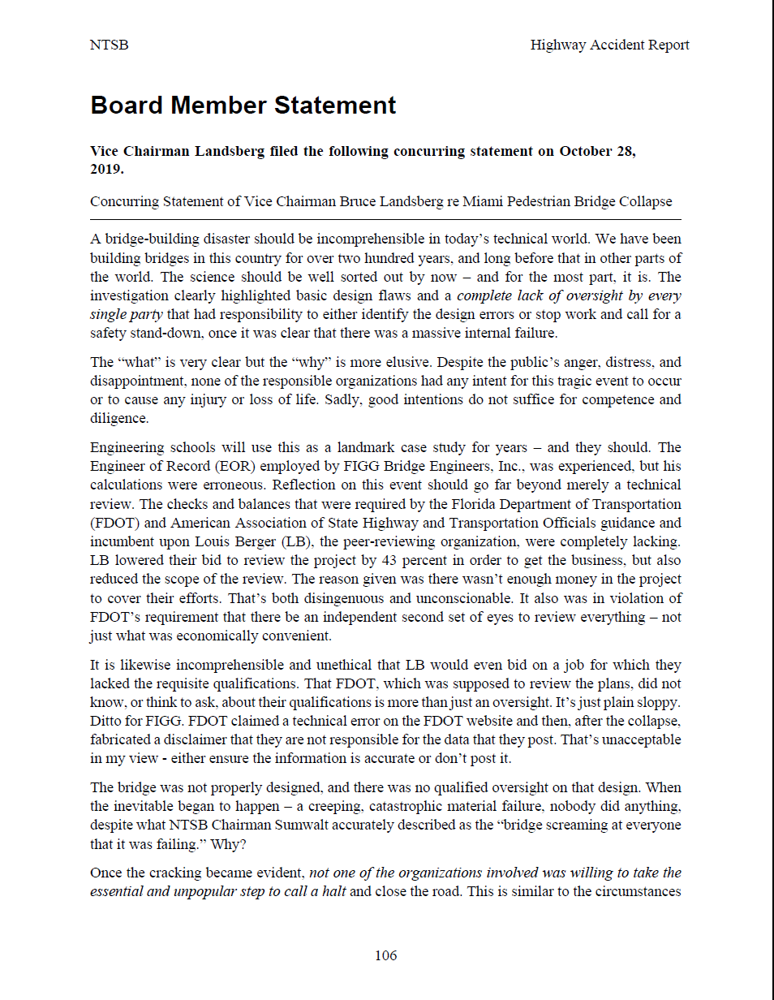 NTSB Highway Accident Report
Board Member Statement
Vice Chairman Landsberg filed the following concurring statement on October 28,
2019.
Concurring Statement of Vice Chairman Bruce Landsberg re Miami Pedestrian Bridge Collapse
A bridge-building disaster should be incomprehensible in today’s technical world. We have been
building bridges in this country for over two hundred years, and long before that in other parts of
the world. The science should be well sorted out by now – and for the most part, it is. The
investigation clearly highlighted basic design flaws and a complete lack of oversight by every
single party that had responsibility to either identify the design errors or stop work and call for a
safety stand-down, once it was clear that there was a massive internal failure.
The “what” is very clear but the “why” is more elusive. Despite the public’s anger, distress, and
disappointment, none of the responsible organizations had any intent for this tragic event to occur
or to cause any injury or loss of life. Sadly, good intentions do not suffice for competence and
diligence.
Engineering schools will use this as a landmark case study for years – and they should. The
Engineer of Record (EOR) employed by FIGG Bridge Engineers, Inc., was experienced, but his
calculations were erroneous. Reflection on this event should go far beyond merely a technical
review. The checks and balances that were required by the Florida Department of Transportation
(FDOT) and American Association of State Highway and Transportation Officials guidance and
incumbent upon Louis Berger (LB), the peer-reviewing organization, were completely lacking.
LB lowered their bid to review the project by 43 percent in order to get the business, but also
reduced the scope of the review. The reason given was there wasn’t enough money in the project
to cover their efforts. That’s both disingenuous and unconscionable. It also was in violation of
FDOT’s requirement that there be an independent second set of eyes to review everything – not
just what was economically convenient.
It is likewise incomprehensible and unethical that LB would even bid on a job for which they
lacked the requisite qualifications. That FDOT, which was supposed to review the plans, did not
know, or think to ask, about their qualifications is more than just an oversight. It’s just plain sloppy.
Ditto for FIGG. FDOT claimed a technical error on the FDOT website and then, after the collapse,
fabricated a disclaimer that they are not responsible for the data that they post. That’s unacceptable
in my view - either ensure the information is accurate or don’t post it.
The bridge was not properly designed, and there was no qualified oversight on that design. When
the inevitable began to happen – a creeping, catastrophic material failure, nobody did anything,
despite what NTSB Chairman Sumwalt accurately described as the “bridge screaming at everyone
that it was failing.” Why?
Once the cracking became evident, not one of the organizations involved was willing to take the
essential and unpopular step to call a halt and close the road. This is similar to the circumstances
106